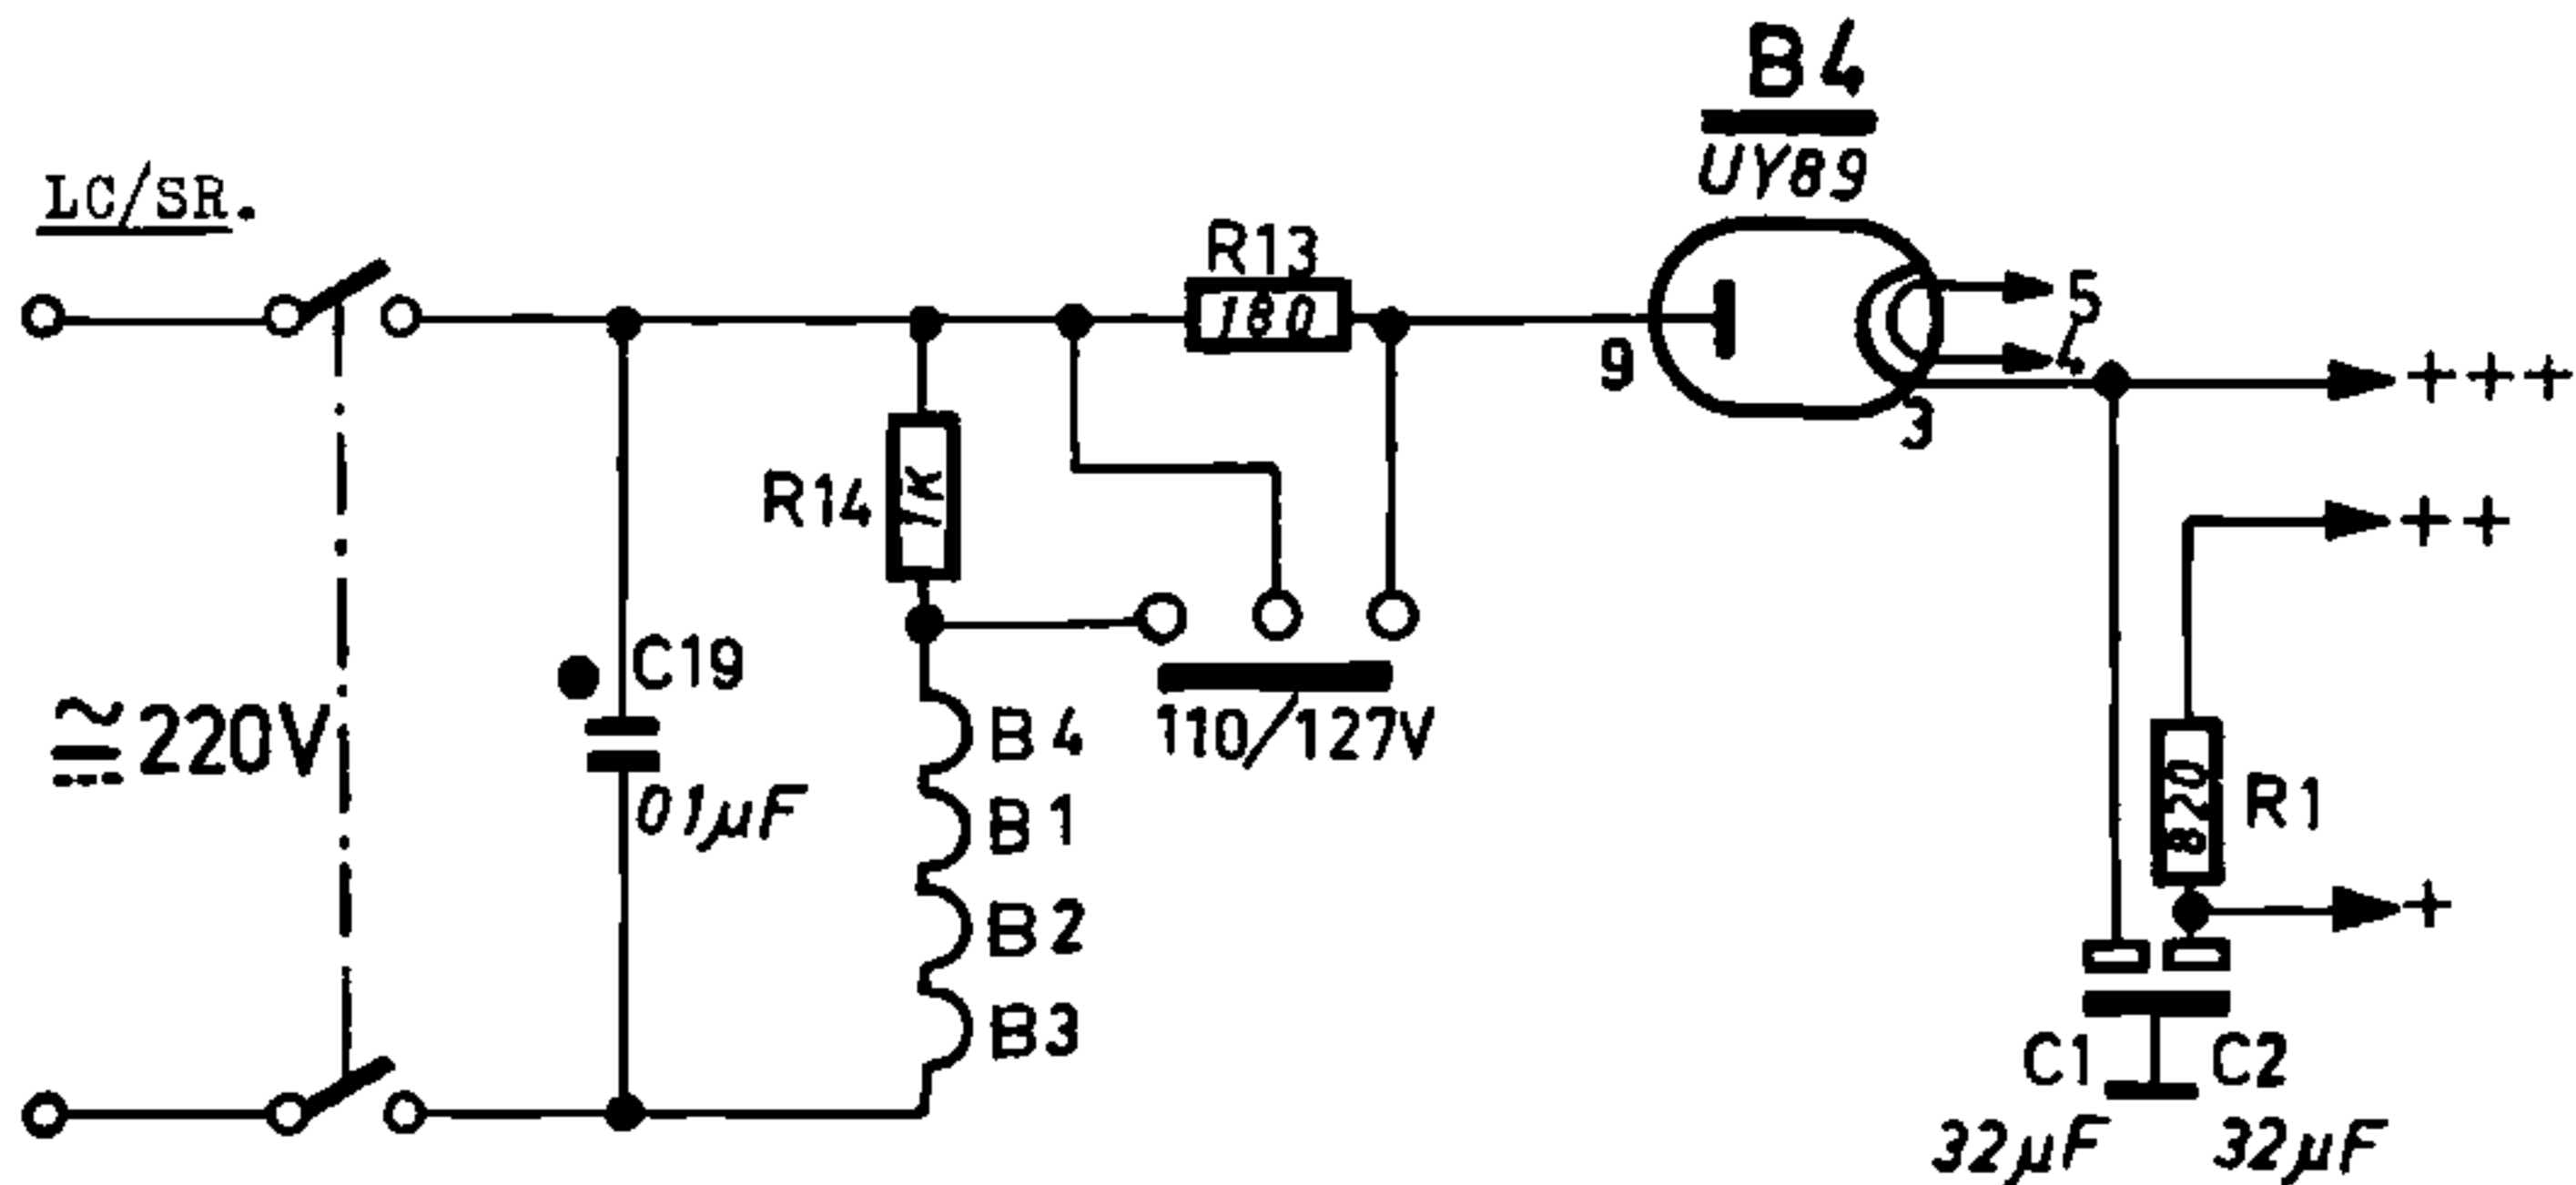 B4
UY89
LC/SR.
R13
180
5
4
9
3
+++
++
R14
1K
C19
01µF
≂220V
110/127V
B4
B1
B2
B3
820
R1
+
C1
C2
32µF
32µF